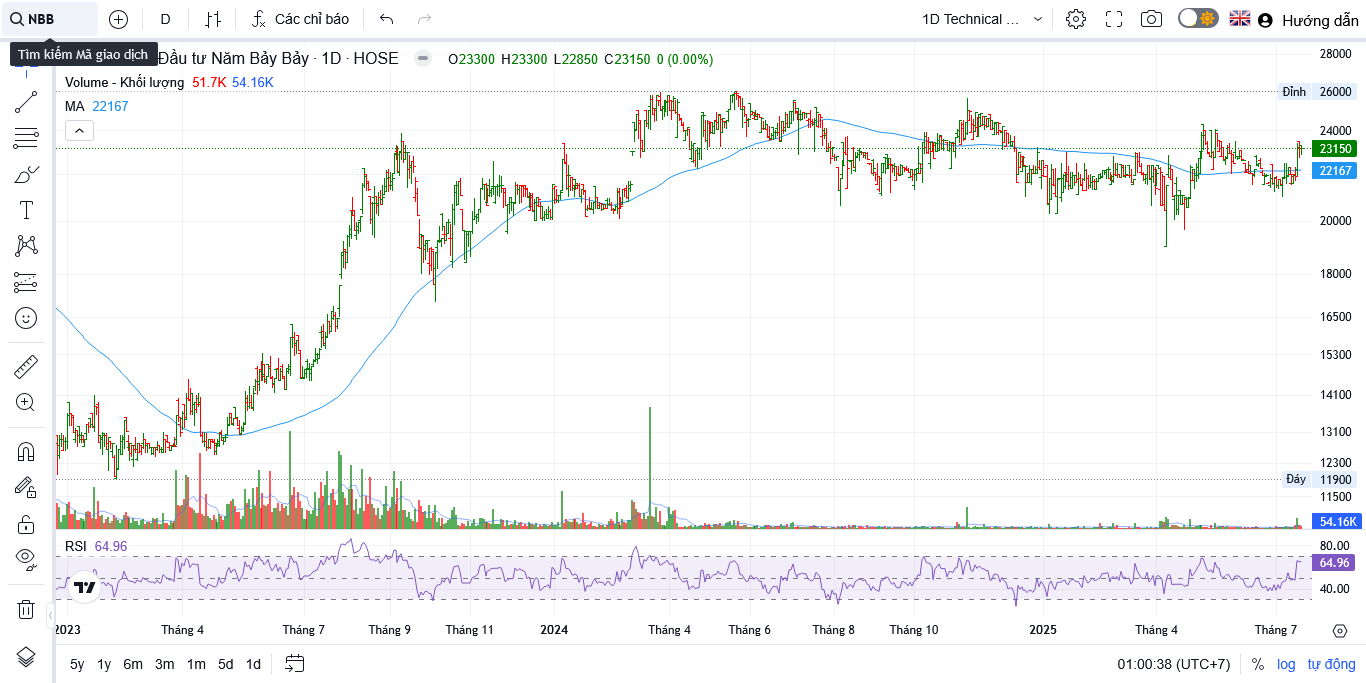 NBB
D
Các chỉ báo
1D Technical ...
Hướng dẫn
Tìm kiếm Mã giao dịch
Đầu tư Năm Bảy Bảy · 1D · HOSE
O23300 H23300 L22850 C23150 0 (0.00%)
Volume - Khối lượng 51.7K 54.16K
MA 22167
28000
Đỉnh 26000
24000
23150
22167
20000
18000
16500
15300
14100
13100
12300
Đáy 11900
11500
54.16K
RSI 64.96
80.00
64.96
40.00
2023 Tháng 4 Tháng 7 Tháng 9 Tháng 11 2024 Tháng 4 Tháng 6 Tháng 8 Tháng 10 2025 Tháng 4 Tháng 7
5y 1y 6m 3m 1m 5d 1d
01:00:38 (UTC+7) % log tự động